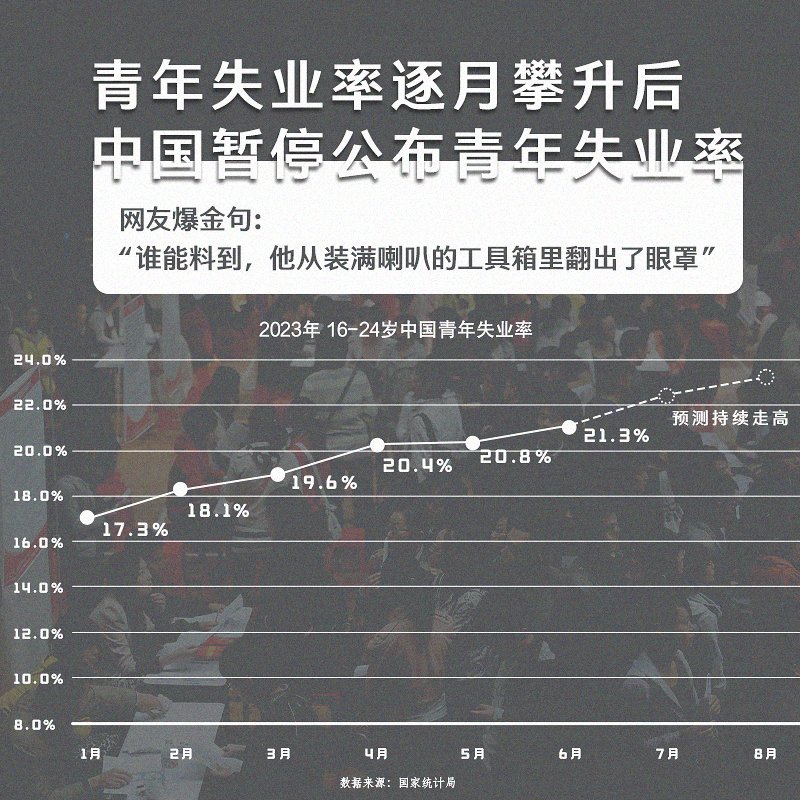 青年失业率逐月攀升后
中国暂停公布青年失业率
网友爆金句:
“谁能料到，他从装满喇叭的工具箱里翻出了眼罩”
2023年 16-24岁中国青年失业率
24.0%
22.0%
20.0%
18.0%
16.0%
14.0%
12.0%
10.0%
8.0%
17.3%
18.1%
19.6%
20.4%
20.8%
21.3%
预测持续走高
1月 2月 3月 4月 5月 6月 7月 8月
数据来源：国家统计局